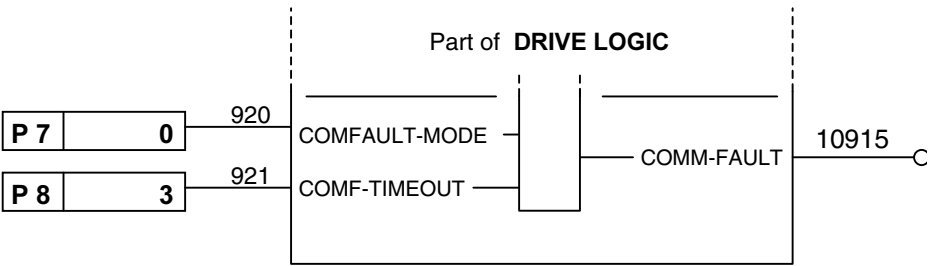 Part of DRIVE LOGIC
P 7 0 920 COMFAULT-MODE
COMM-FAULT 10915
P 8 3 921 COMF-TIMEOUT